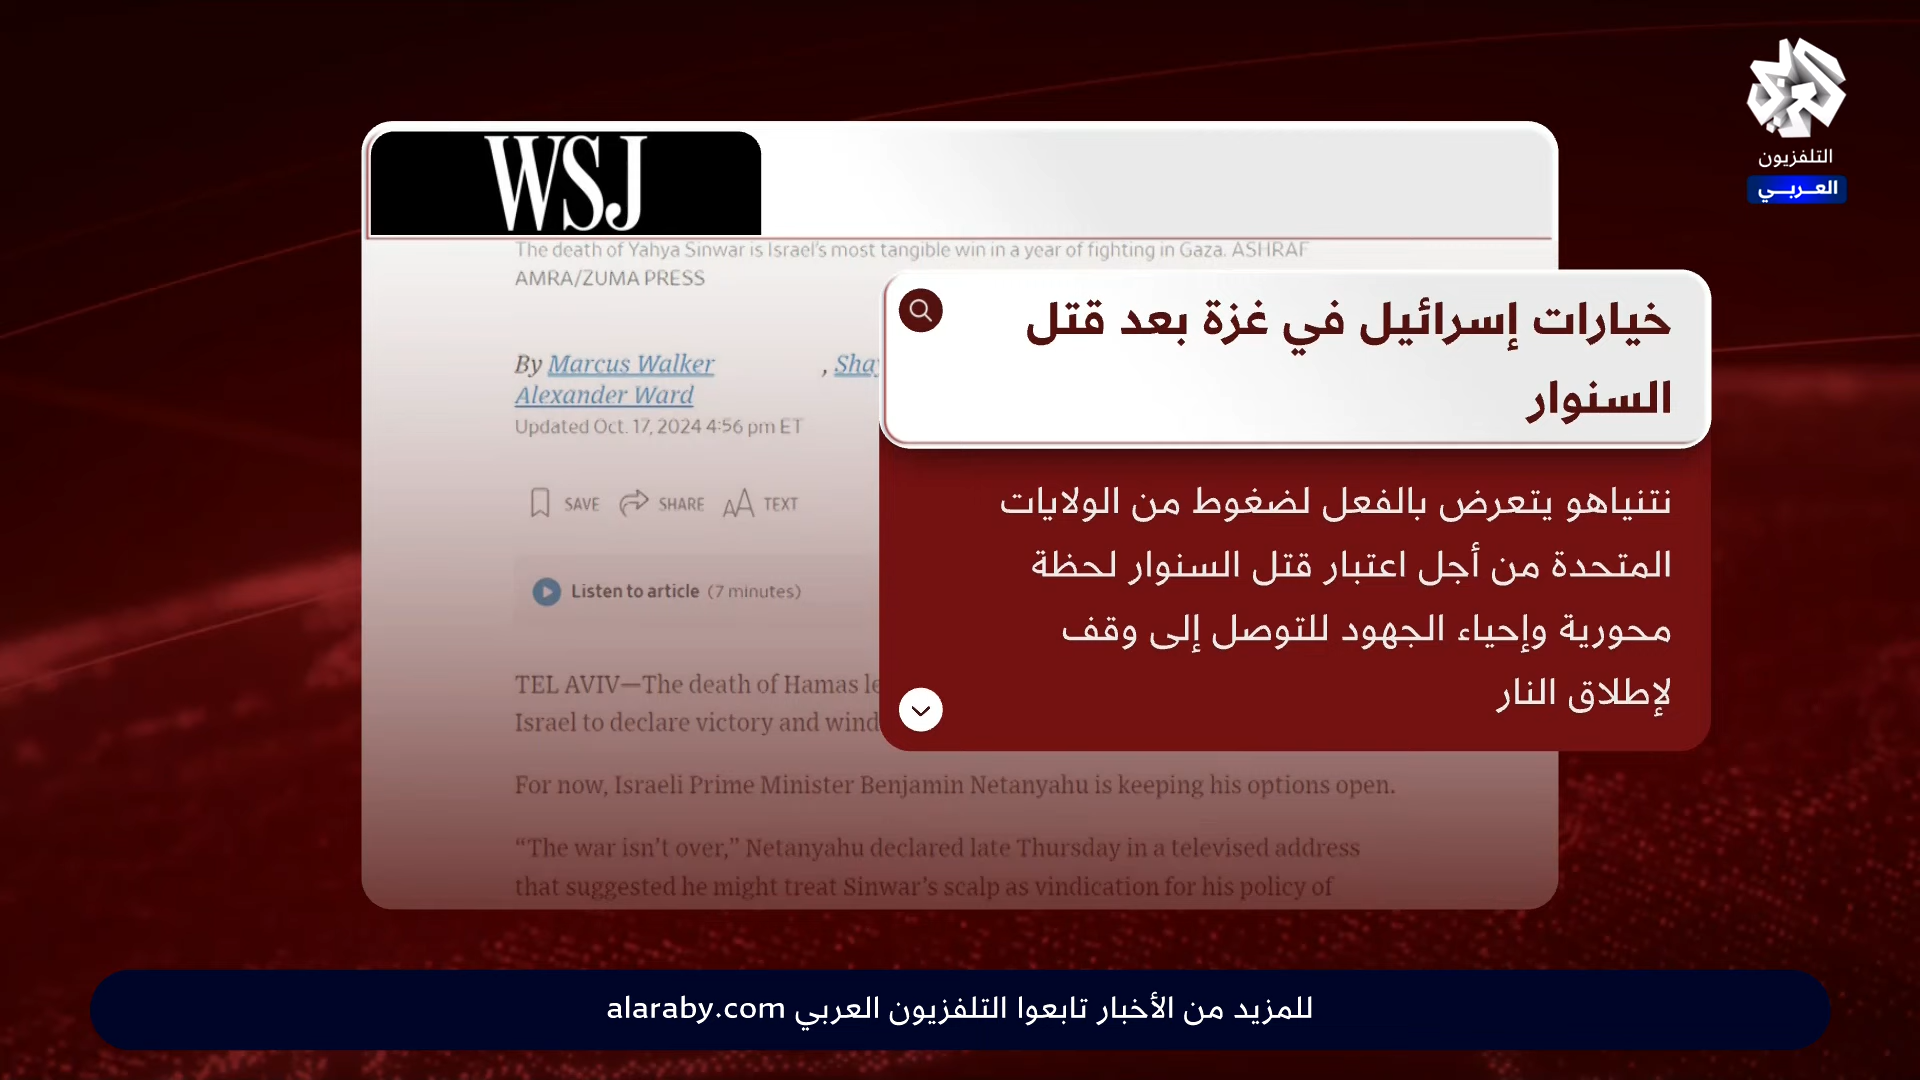 التلفزيون
العربي
WSJ
The death of Yahya Sinwar is Israel's most tangible win in a year of fighting in Gaza. ASHRAF
AMRA/ZUMA PRESS
By Marcus Walker , Shay
Alexander Ward
Updated Oct. 17, 2024 4:56 pm ET
SAVE SHARE AA TEXT
Listen to article (7 minutes)
TEL AVIV—The death of Hamas
Israel to declare victory and wind
For now, Israeli Prime Minister Benjamin Netanyahu is keeping his options open.
“The war isn’t over,” Netanyahu declared late Thursday in a televised address
that suggested he might treat Sinwar’s scalp as vindication for his policy of
خيارات إسرائيل في غزة بعد قتل
السنوار
نتنياهو يتعرض بالفعل لضغوط من الولايات
المتحدة من أجل اعتبار قتل السنوار لحظة
محورية وإحياء الجهود للتوصل إلى وقف
لإطلاق النار
للمزيد من الأخبار تابعوا التلفزيون العربي alaraby.com